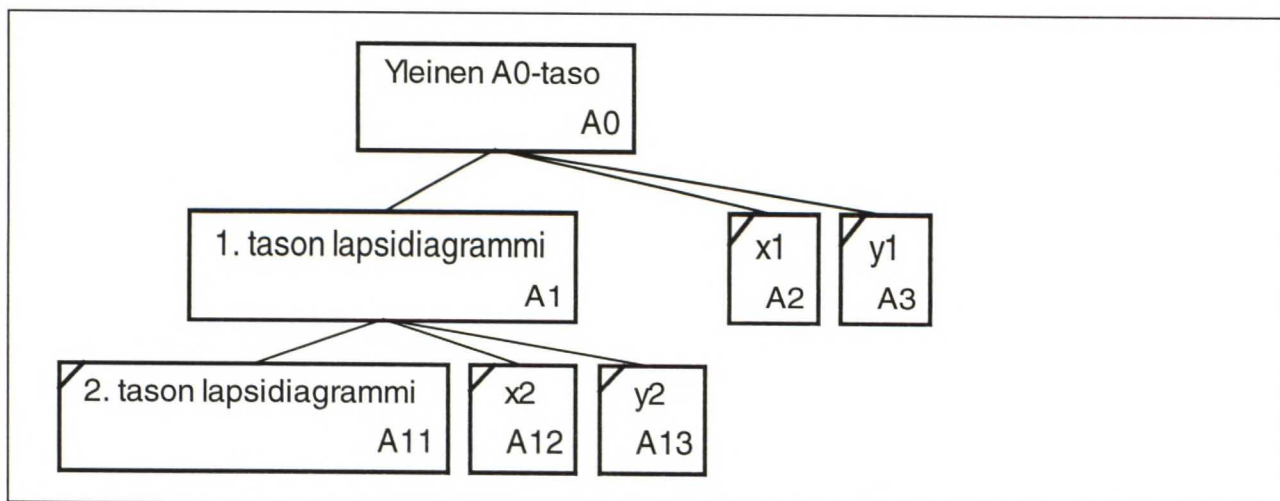 Yleinen A0-taso
A0
1. tason lapsidiagrammi
A1
x1
A2
y1
A3
2. tason lapsidiagrammi
A11
x2
A12
y2
A13